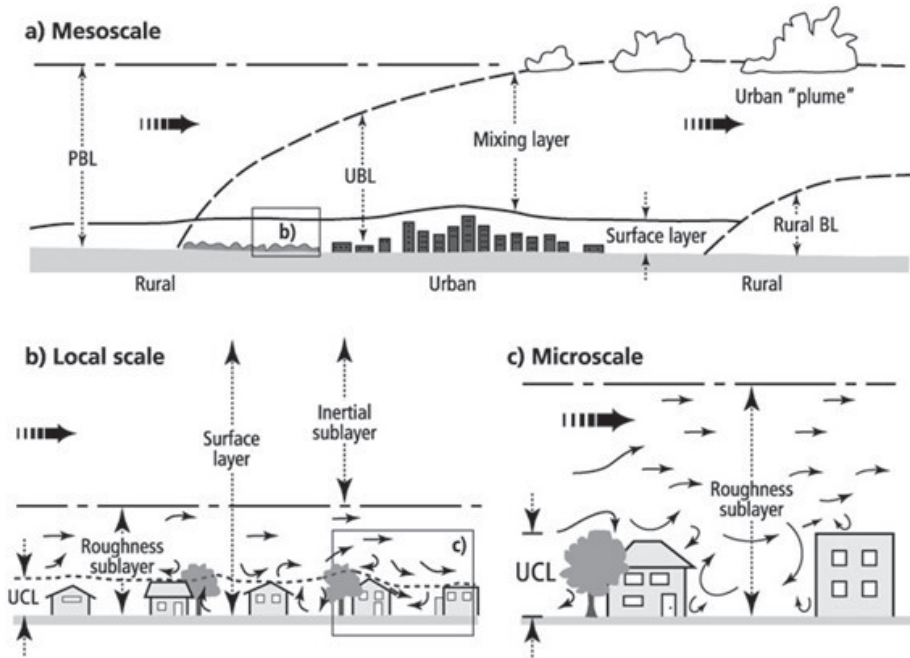 a) Mesoscale
Urban "plume"
Mixing layer
PBL
UBL
b)
Surface layer
Rural BL
Rural
Urban
Rural
b) Local scale
Inertial
sublayer
Surface
layer
Roughness
sublayer
c)
UCL
c) Microscale
Roughness
sublayer
UCL